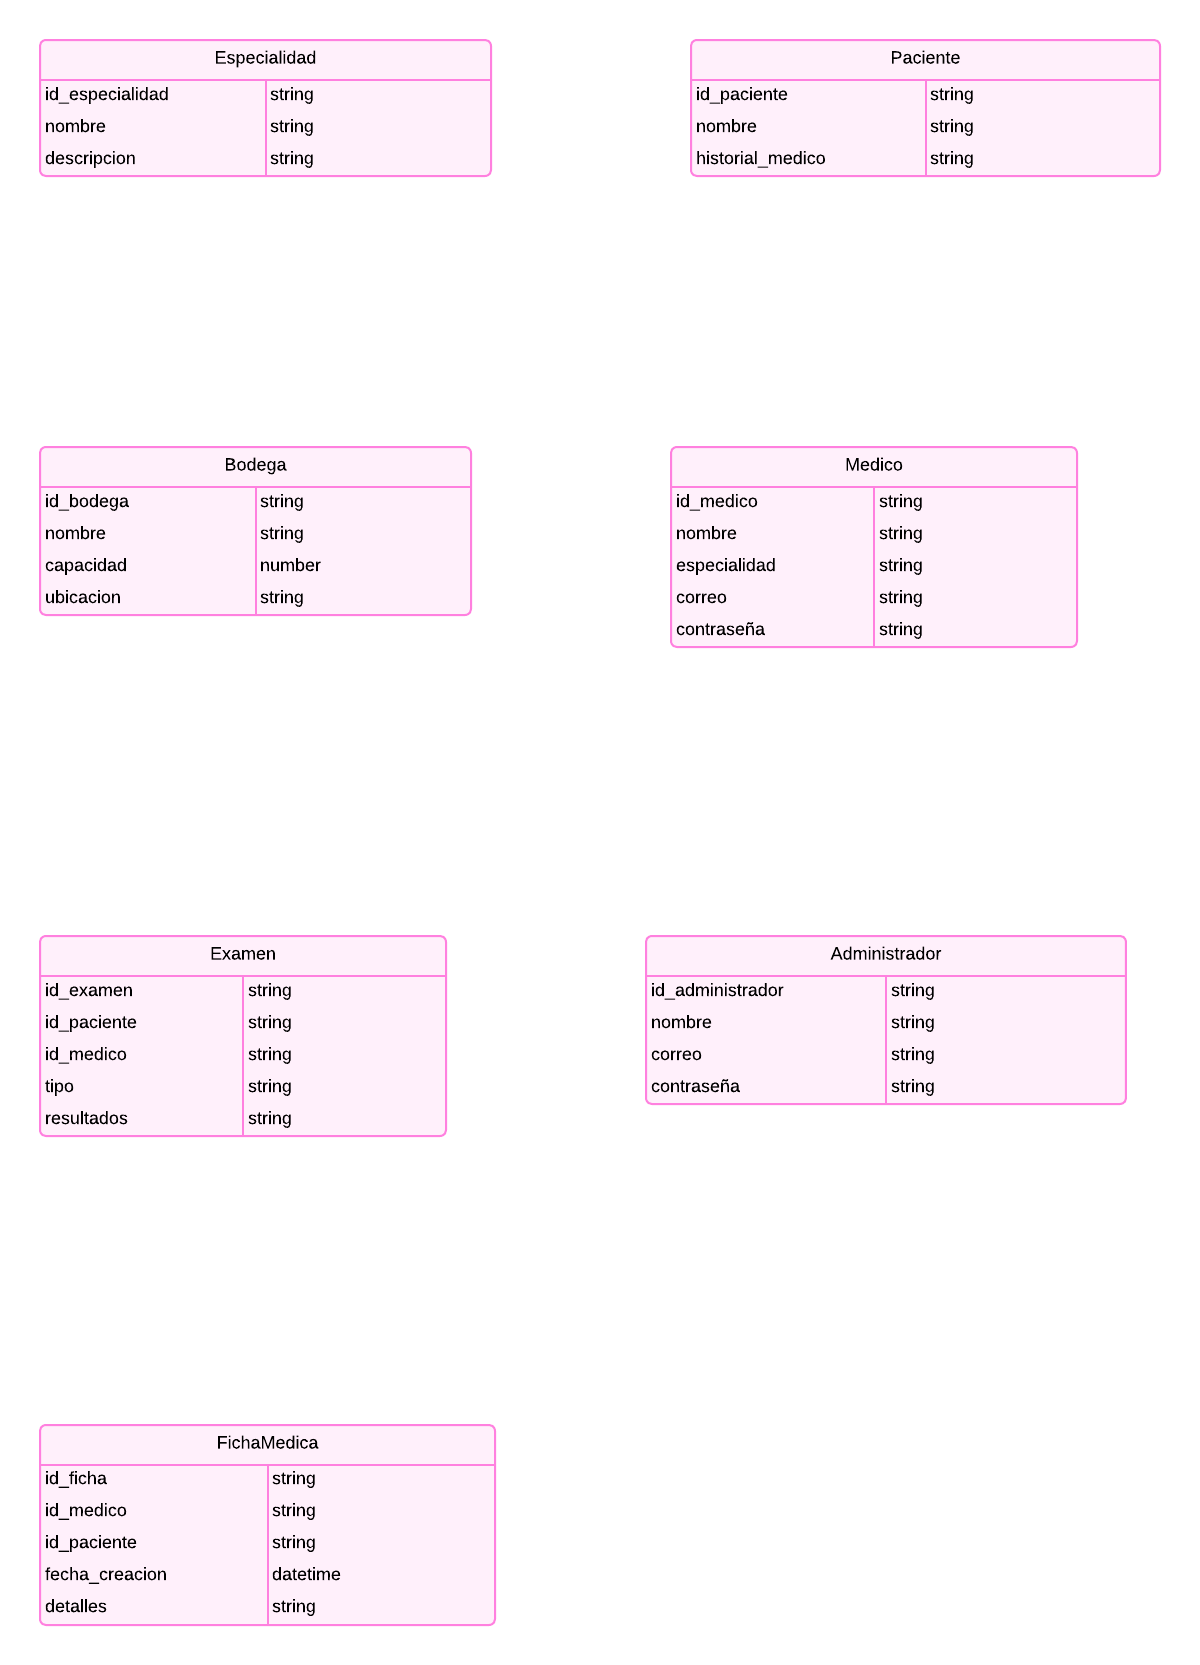 Especialidad
id_especialidad string
nombre string
descripcion string
Paciente
id_paciente string
nombre string
historial_medico string
Bodega
id_bodega string
nombre string
capacidad number
ubicacion string
Medico
id_medico string
nombre string
especialidad string
correo string
contraseña string
Examen
id_examen string
id_paciente string
id_medico string
tipo string
resultados string
Administrador
id_administrador string
nombre string
correo string
contraseña string
FichaMedica
id_ficha string
id_medico string
id_paciente string
fecha_creacion datetime
detalles string